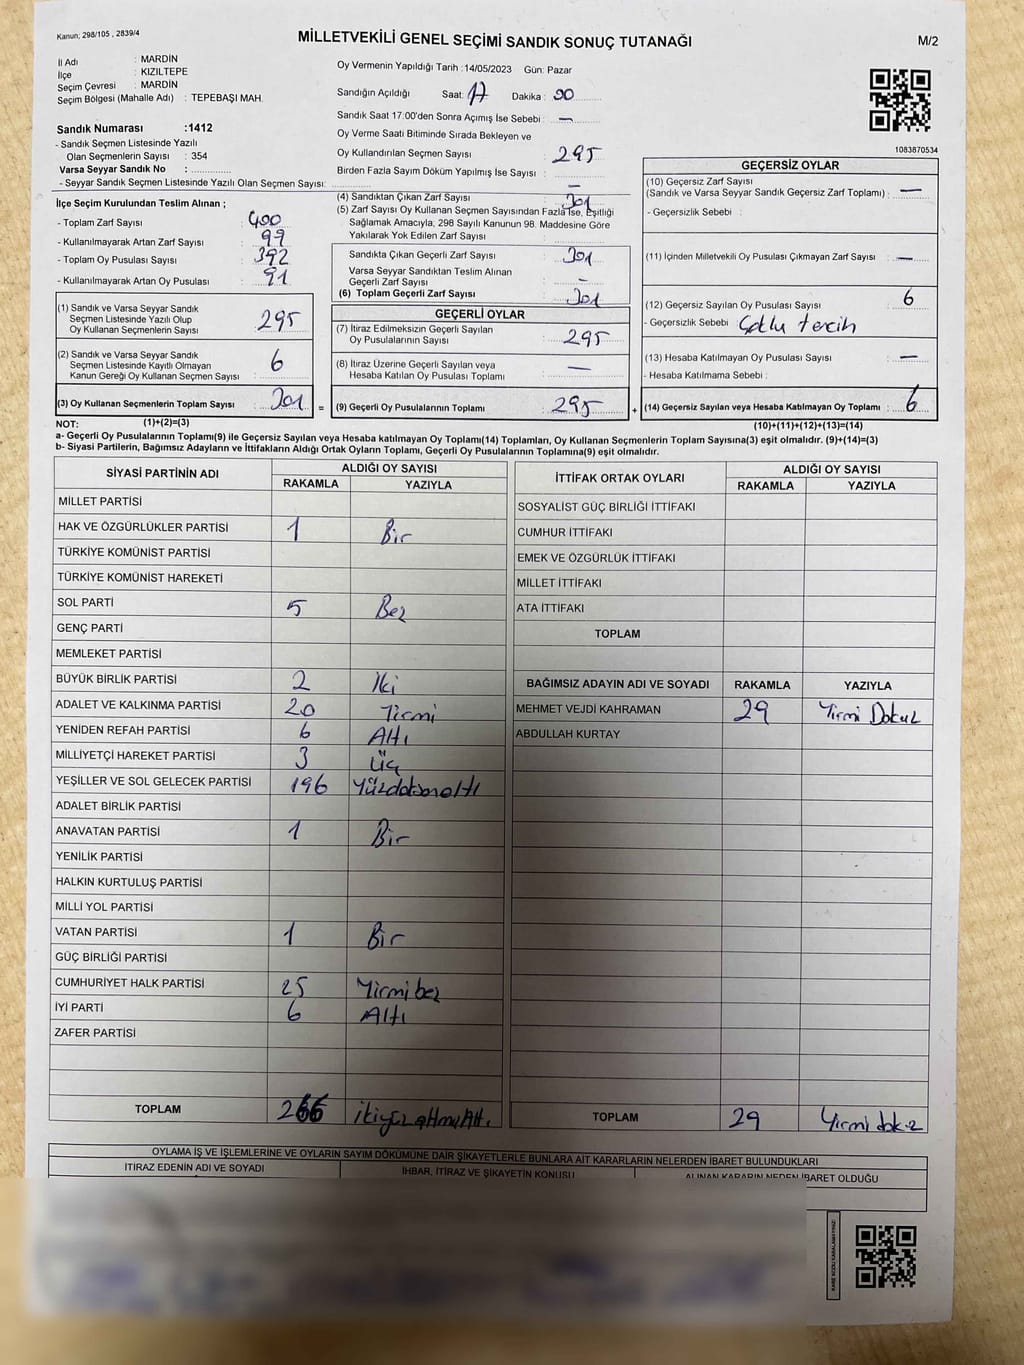 Kanun; 298/105 , 2839/4
MİLLETVEKİLİ GENEL SEÇİMİ SANDIK SONUÇ TUTANAĞI
M/2
İl Adı : MARDİN
İlçe : KIZILTEPE
Seçim Çevresi : MARDİN
Seçim Bölgesi (Mahalle Adı) : TEPEBAŞI MAH.
Sandık Numarası :1412
- Sandık Seçmen Listesinde Yazılı
Olan Seçmenlerin Sayısı : 354
Varsa Seyyar Sandık No :
- Seyyar Sandık Seçmen Listesinde Yazılı Olan Seçmen Sayısı:
Oy Vermenin Yapıldığı Tarih :14/05/2023 Gün: Pazar
Sandığın Açıldığı Saat: 17 Dakika : 00
Sandık Saat 17:00'den Sonra Açımış İse Sebebi : —
Oy Verme Saati Bitiminde Sırada Bekleyen ve
Oy Kullandırılan Seçmen Sayısı : 295
Birden Fazla Sayım Döküm Yapılmış İse Sayısı : —
1083870534
İlçe Seçim Kurulundan Teslim Alınan ;
- Toplam Zarf Sayısı : 400
- Kullanılmayarak Artan Zarf Sayısı : 99
- Toplam Oy Pusulası Sayısı : 392
- Kullanılmayarak Artan Oy Pusulası : 91
(1) Sandık ve Varsa Seyyar Sandık
Seçmen Listesinde Yazılı Olup
Oy Kullanan Seçmenlerin Sayısı : 295
(2) Sandık ve Varsa Seyyar Sandık
Seçmen Listesinde Kayıtlı Olmayan
Kanun Gereği Oy Kullanan Seçmen Sayısı : 6
(3) Oy Kullanan Seçmenlerin Toplam Sayısı : 301 =
(4) Sandıktan Çıkan Zarf Sayısı : 301
(5) Zarf Sayısı Oy Kullanan Seçmen Sayısından Fazla İse, Eşitliği
Sağlamak Amacıyla, 298 Sayılı Kanunun 98. Maddesine Göre
Yakılarak Yok Edilen Zarf Sayısı :
Sandıkta Çıkan Geçerli Zarf Sayısı : 301
Varsa Seyyar Sandıktan Teslim Alınan
Geçerli Zarf Sayısı : —
(6) Toplam Geçerli Zarf Sayısı : 301
GEÇERLİ OYLAR
(7) İtiraz Edilmeksizin Geçerli Sayılan
Oy Pusulalarının Sayısı : 295
(8) İtiraz Üzerine Geçerli Sayılan veya
Hesaba Katılan Oy Pusulası Toplamı : —
(9) Geçerli Oy Pusulalarının Toplamı : 295 +
GEÇERSİZ OYLAR
(10) Geçersiz Zarf Sayısı
(Sandık ve Varsa Seyyar Sandık Geçersiz Zarf Toplamı) : —
- Geçersizlik Sebebi :
(11) İçinden Milletvekili Oy Pusulası Çıkmayan Zarf Sayısı : —
(12) Geçersiz Sayılan Oy Pusulası Sayısı : 6
- Geçersizlik Sebebi : Çoklu tercih
(13) Hesaba Katılmayan Oy Pusulası Sayısı : —
- Hesaba Katılmama Sebebi :
(14) Geçersiz Sayılan veya Hesaba Katılmayan Oy Toplamı : 6
NOT: (1)+(2)=(3) (10)+(11)+(12)+(13)=(14)
a- Geçerli Oy Pusulalarının Toplamı(9) ile Geçersiz Sayılan veya Hesaba katılmayan Oy Toplamı(14) Toplamları, Oy Kullanan Seçmenlerin Toplam Sayısına(3) eşit olmalıdır. (9)+(14)=(3)
b- Siyasi Partilerin, Bağımsız Adayların ve İttifakların Aldığı Ortak Oyların Toplamı, Geçerli Oy Pusulalarının Toplamına(9) eşit olmalıdır.
SİYASİ PARTİNİN ADI ALDIĞI OY SAYISI
RAKAMLA YAZIYLA
MİLLET PARTİSİ
HAK VE ÖZGÜRLÜKLER PARTİSİ 1 Bir
TÜRKİYE KOMÜNİST PARTİSİ
TÜRKİYE KOMÜNİST HAREKETİ
SOL PARTİ 5 Beş
GENÇ PARTİ
MEMLEKET PARTİSİ
BÜYÜK BİRLİK PARTİSİ 2 İki
ADALET VE KALKINMA PARTİSİ 20 Yirmi
YENİDEN REFAH PARTİSİ 6 Altı
MİLLİYETÇİ HAREKET PARTİSİ 3 Üç
YEŞİLLER VE SOL GELECEK PARTİSİ 196 Yüzdoksanaltı
ADALET BİRLİK PARTİSİ
ANAVATAN PARTİSİ 1 Bir
YENİLİK PARTİSİ
HALKIN KURTULUŞ PARTİSİ
MİLLİ YOL PARTİSİ
VATAN PARTİSİ 1 Bir
GÜÇ BİRLİĞİ PARTİSİ
CUMHURİYET HALK PARTİSİ 25 Yirmi beş
İYİ PARTİ 6 Altı
ZAFER PARTİSİ
TOPLAM 266 ikiyüz altmış Altı
İTTİFAK ORTAK OYLARI ALDIĞI OY SAYISI
RAKAMLA YAZIYLA
SOSYALİST GÜÇ BİRLİĞİ İTTİFAKI
CUMHUR İTTİFAKI
EMEK VE ÖZGÜRLÜK İTTİFAKI
MİLLET İTTİFAKI
ATA İTTİFAKI
TOPLAM
BAĞIMSIZ ADAYIN ADI VE SOYADI RAKAMLA YAZIYLA
MEHMET VEJDİ KAHRAMAN 29 Yirmi Dokuz
ABDULLAH KURTAY
TOPLAM 29 Yirmi dokuz
OYLAMA İŞ VE İŞLEMLERİNE VE OYLARIN SAYIM DÖKÜMÜNE DAİR ŞİKAYETLERLE BUNLARA AİT KARARLARIN NELERDEN İBARET BULUNDUKLARI
İTİRAZ EDENİN ADI VE SOYADI İHBAR, İTİRAZ VE ŞİKAYETİN KONUSU ALINAN KARARIN NEDEN İBARET OLDUĞU